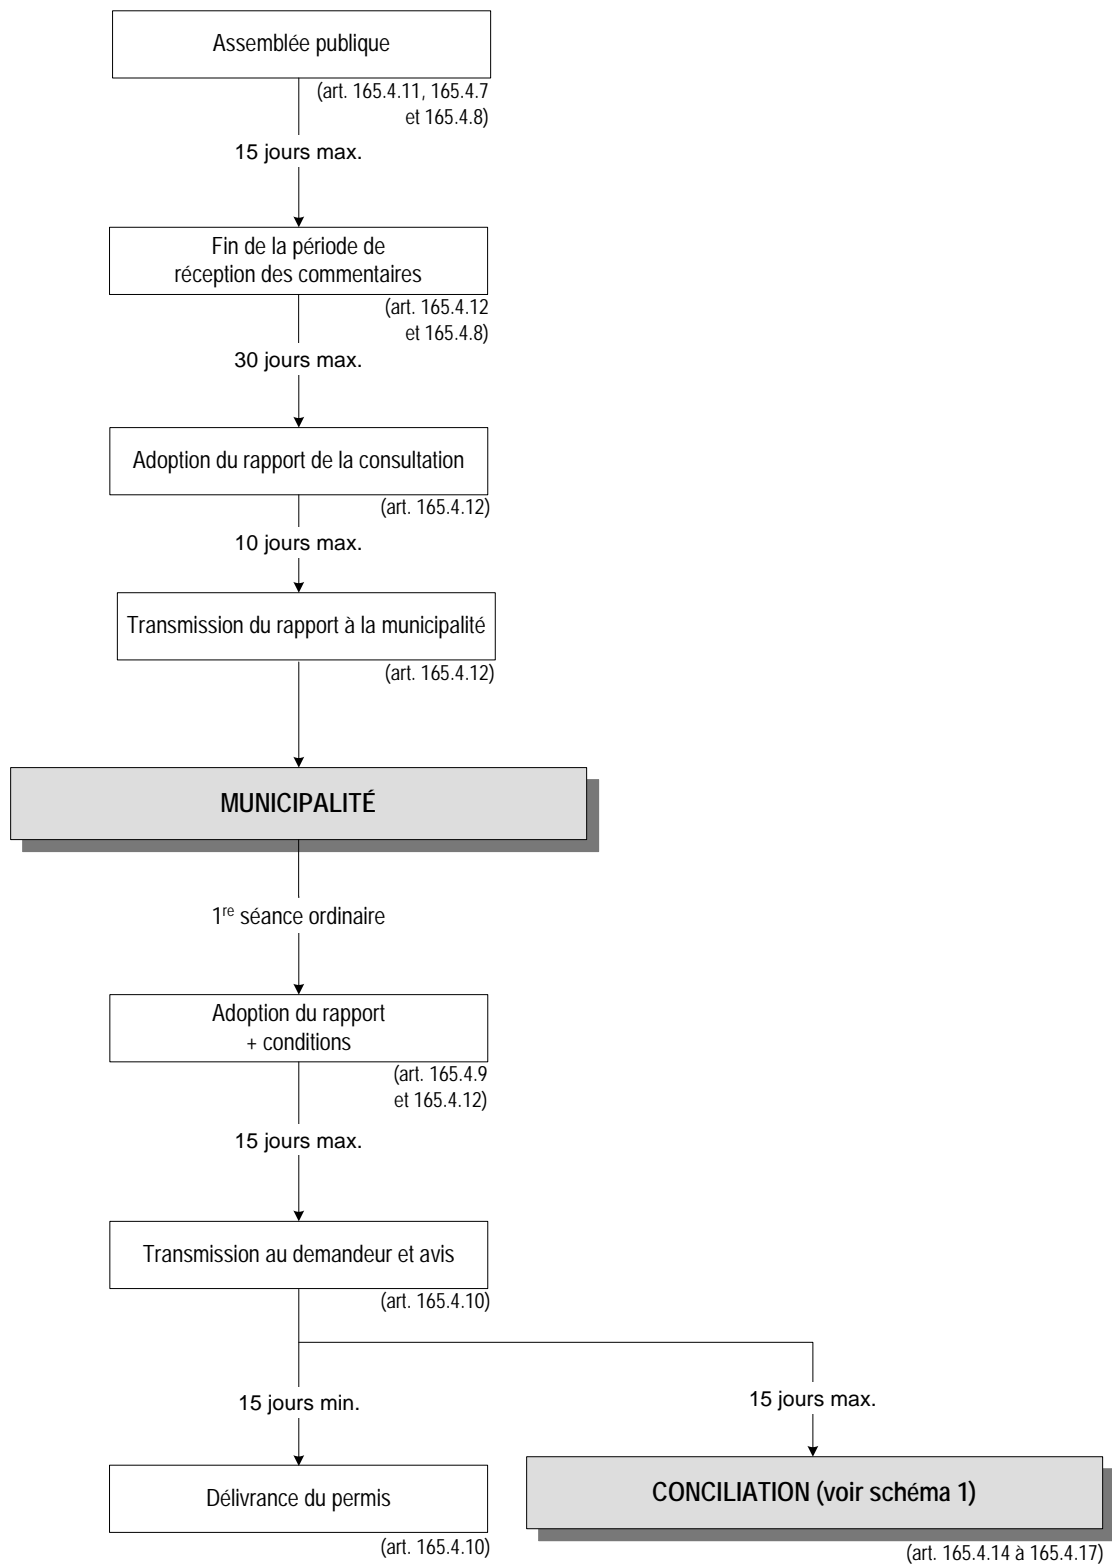 Assemblée publique
(art. 165.4.11, 165.4.7
et 165.4.8)
15 jours max.
Fin de la période de
réception des commentaires
(art. 165.4.12
et 165.4.8)
30 jours max.
Adoption du rapport de la consultation
(art. 165.4.12)
10 jours max.
Transmission du rapport à la municipalité
(art. 165.4.12)
MUNICIPALITÉ
1re séance ordinaire
Adoption du rapport
+ conditions
(art. 165.4.9
et 165.4.12)
15 jours max.
Transmission au demandeur et avis
(art. 165.4.10)
15 jours min.
15 jours max.
Délivrance du permis
(art. 165.4.10)
CONCILIATION (voir schéma 1)
(art. 165.4.14 à 165.4.17)